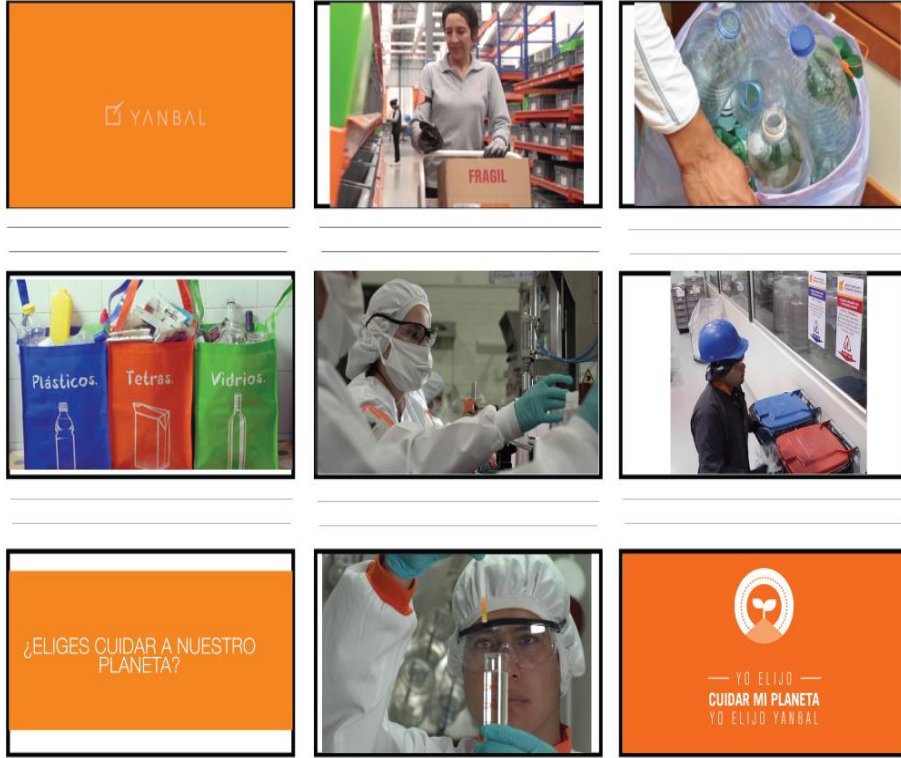 YANBAL
FRAGIL
Plásticos.
Tetras.
Vidrios.
¿ELIGES CUIDAR A NUESTRO
PLANETA?
YO ELIJO
CUIDAR MI PLANETA
YO ELIJO YANBAL